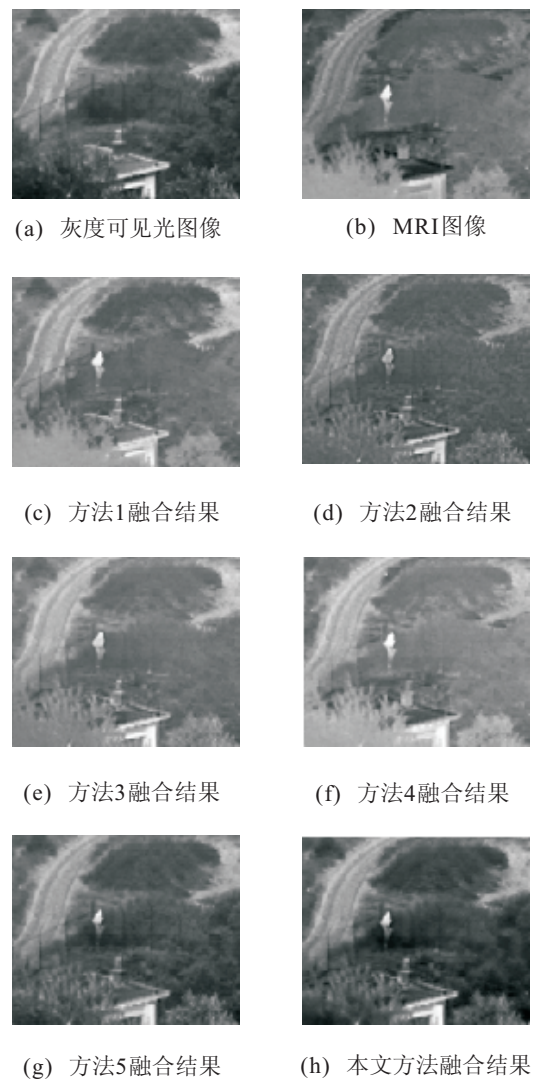 (a) 灰度可见光图像
(b) MRI图像
(c) 方法1融合结果
(d) 方法2融合结果
(e) 方法3融合结果
(f) 方法4融合结果
(g) 方法5融合结果
(h) 本文方法融合结果